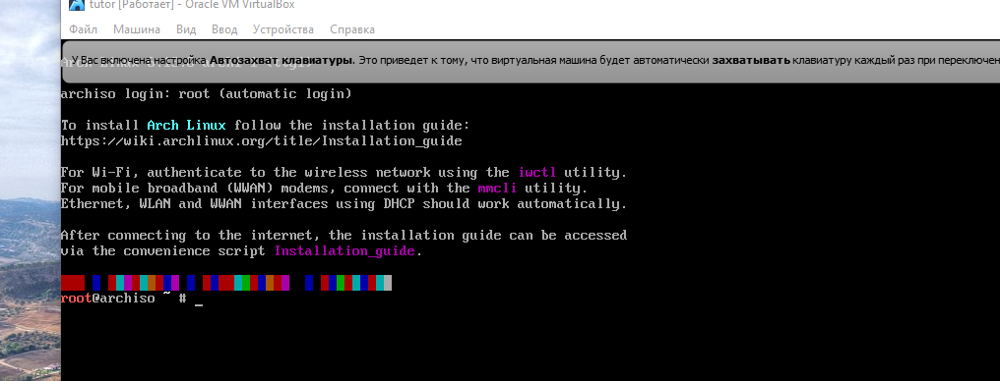 tutor [Работает] - Oracle VM VirtualBox
Файл Машина Вид Ввод Устройства Справка
У Вас включена настройка Автозахват клавиатуры. Это приведет к тому, что виртуальная машина будет автоматически захватывать клавиатуру каждый раз при переключен
archiso login: root (automatic login)
To install Arch Linux follow the installation guide:
https://wiki.archlinux.org/title/Installation_guide
For Wi-Fi, authenticate to the wireless network using the iwctl utility.
For mobile broadband (WWAN) modems, connect with the mmcli utility.
Ethernet, WLAN and WWAN interfaces using DHCP should work automatically.
After connecting to the internet, the installation guide can be accessed
via the convenience script Installation_guide.
root@archiso ~ # _